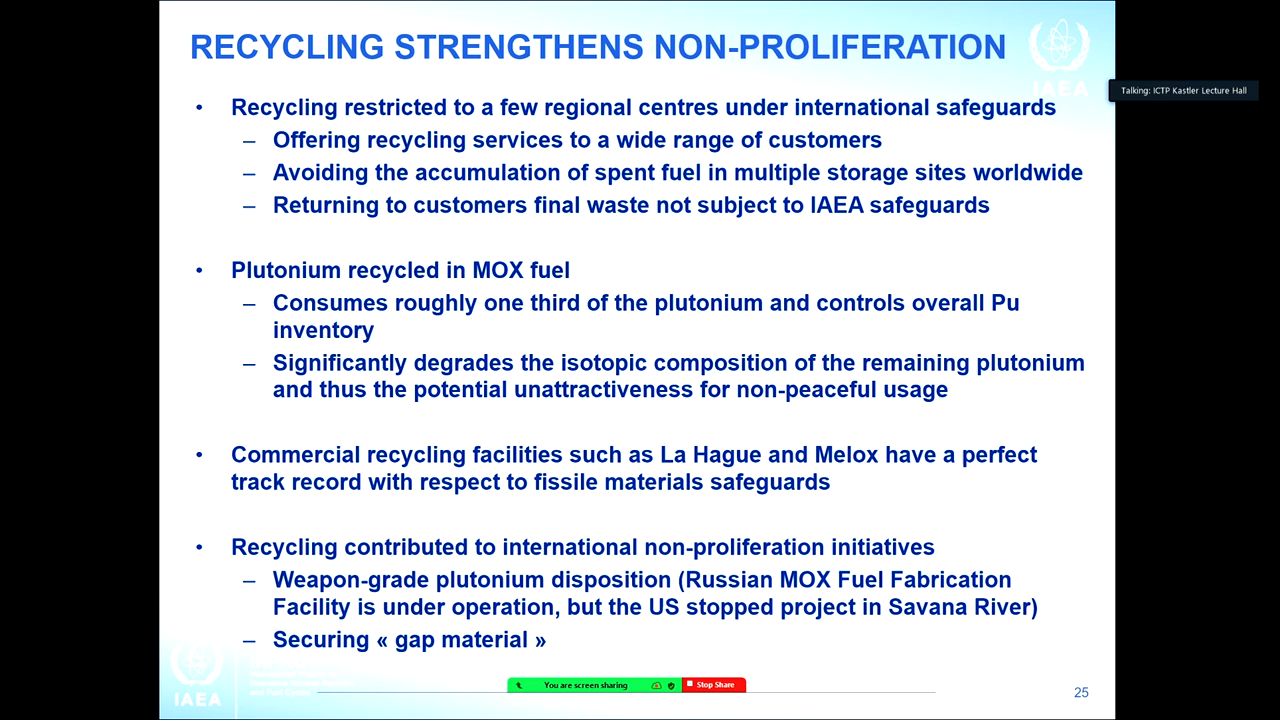 RECYCLING STRENGTHENS NON-PROLIFERATION
IAEA
Talking: ICTP Kastler Lecture Hall
• Recycling restricted to a few regional centres under international safeguards
– Offering recycling services to a wide range of customers
– Avoiding the accumulation of spent fuel in multiple storage sites worldwide
– Returning to customers final waste not subject to IAEA safeguards
• Plutonium recycled in MOX fuel
– Consumes roughly one third of the plutonium and controls overall Pu
inventory
– Significantly degrades the isotopic composition of the remaining plutonium
and thus the potential unattractiveness for non-peaceful usage
• Commercial recycling facilities such as La Hague and Melox have a perfect
track record with respect to fissile materials safeguards
• Recycling contributed to international non-proliferation initiatives
– Weapon-grade plutonium disposition (Russian MOX Fuel Fabrication
Facility is under operation, but the US stopped project in Savana River)
– Securing « gap material »
IAEA
You are screen sharing
Stop Share
25